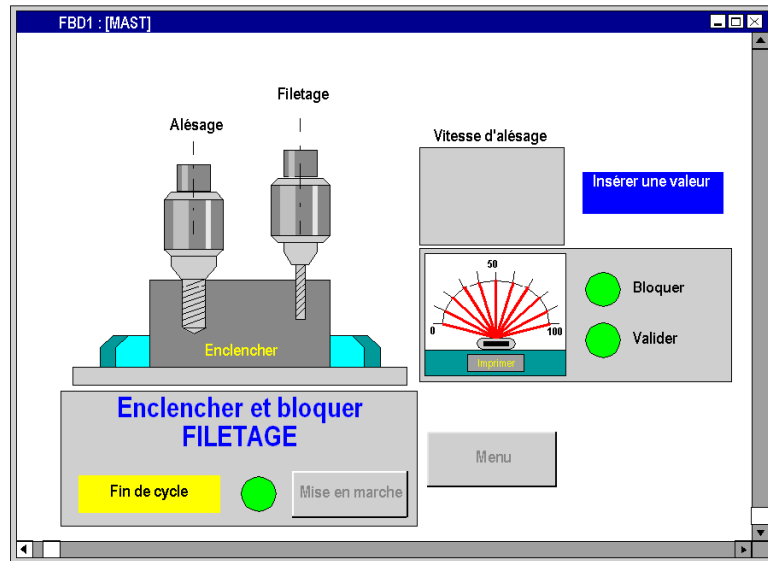 FBD1 : [MAST]
Filetage
Alésage
Vitesse d'alésage
Insérer une valeur
50
0
100
Bloquer
Valider
Imprimer
Enclencher
Enclencher et bloquer
FILETAGE
Fin de cycle
Mise en marche
Menu